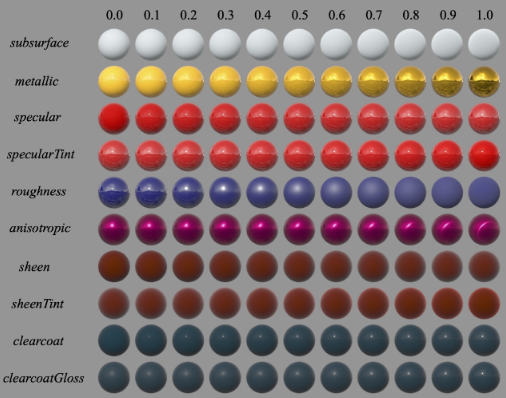 0.0 0.1 0.2 0.3 0.4 0.5 0.6 0.7 0.8 0.9 1.0
subsurface
metallic
specular
specularTint
roughness
anisotropic
sheen
sheenTint
clearcoat
clearcoatGloss